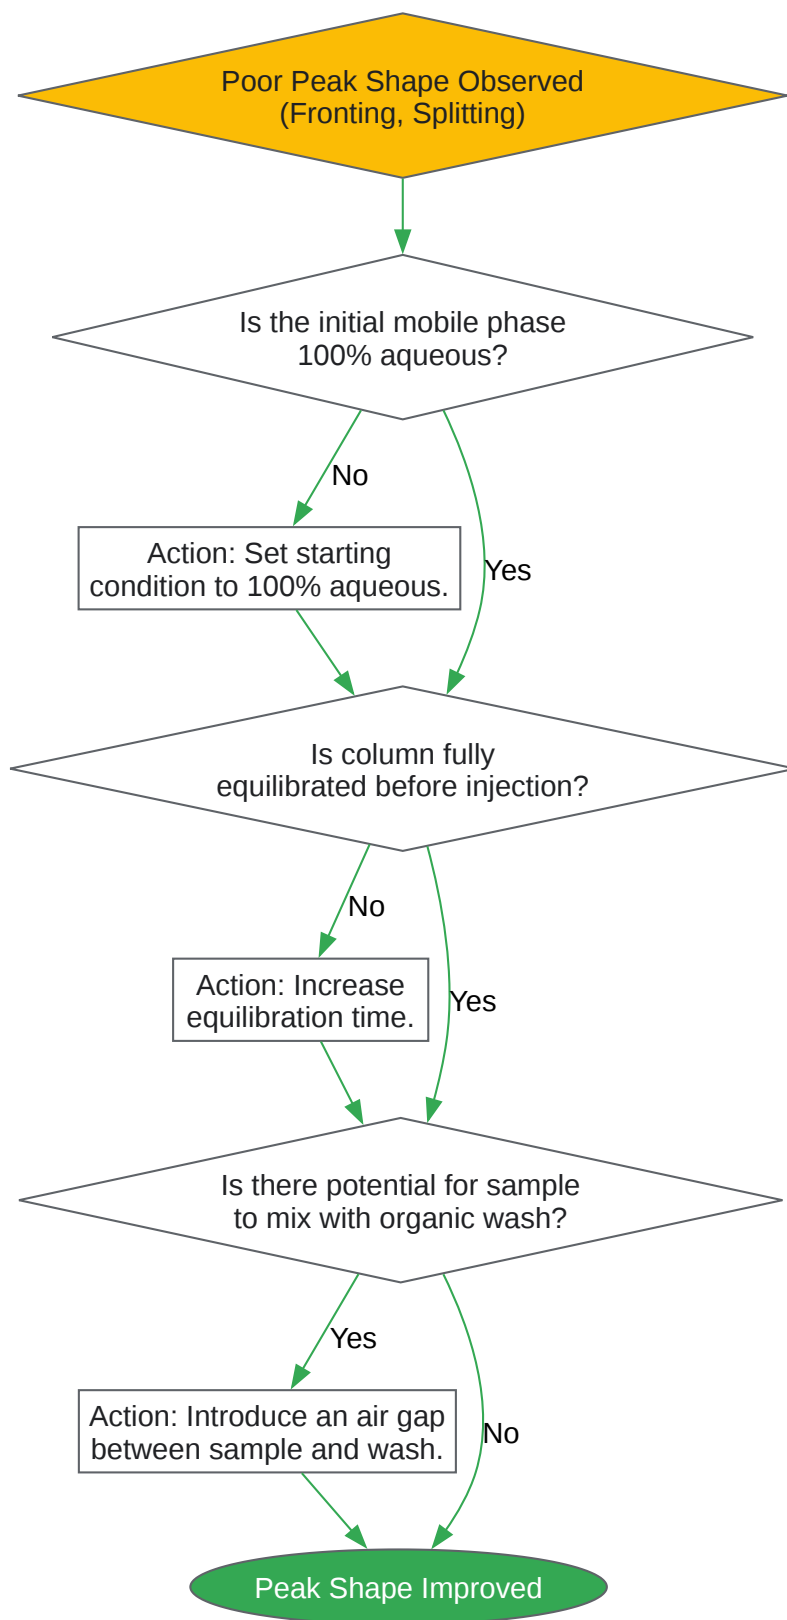 Poor Peak Shape Observed
(Fronting, Splitting)
Is the initial mobile phase
100% aqueous?
No
Action: Set starting
condition to 100% aqueous.
Yes
Is column fully
equilibrated before injection?
No
Action: Increase
equilibration time.
Yes
Is there potential for sample
to mix with organic wash?
Yes
Action: Introduce an air gap
between sample and wash.
No
Peak Shape Improved